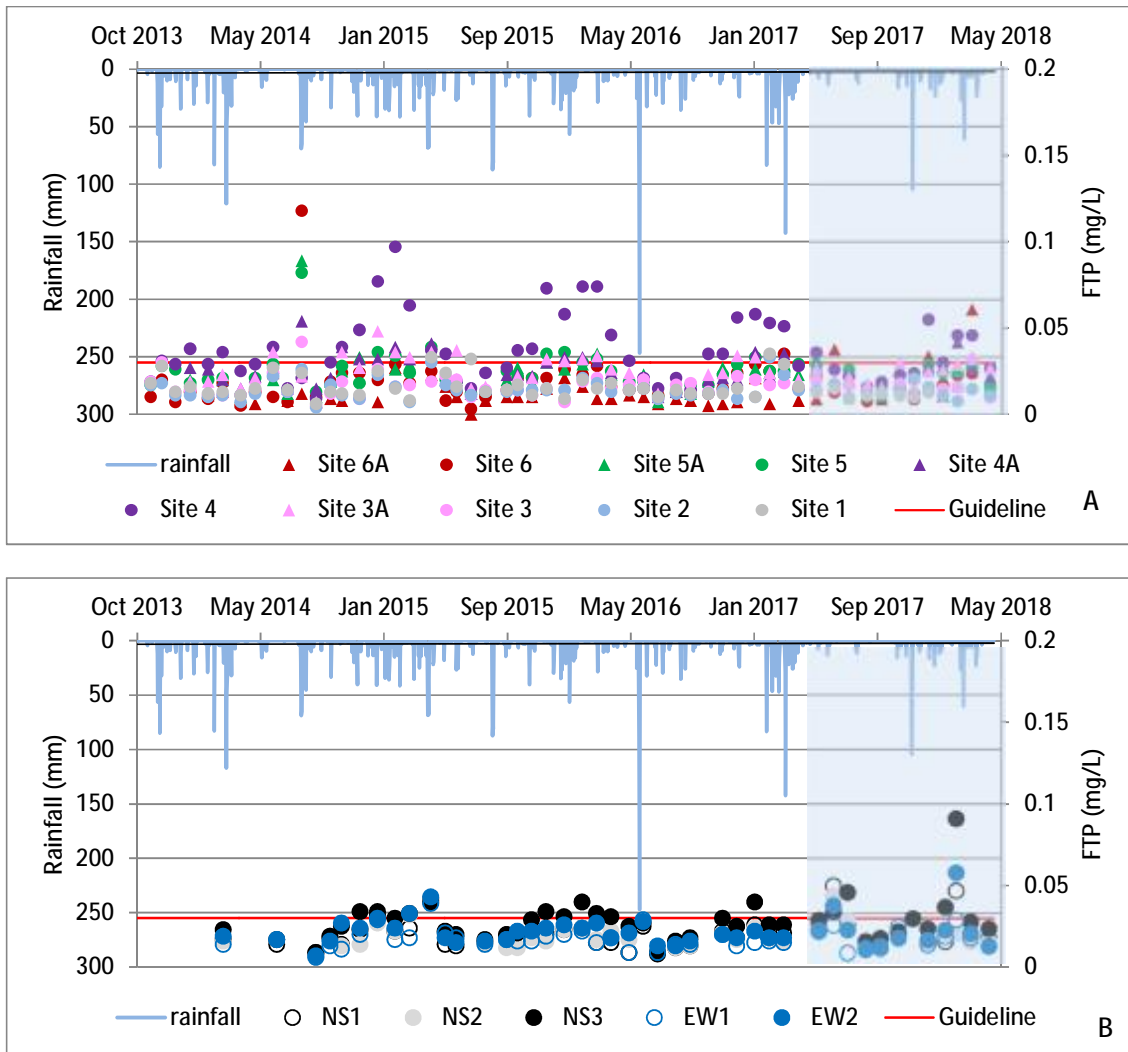 Oct 2013 May 2014 Jan 2015 Sep 2015 May 2016 Jan 2017 Sep 2017 May 2018
0 0.2
50 0.15
100
150 0.1
200
250 0.05
300 0
Rainfall (mm)
FTP (mg/L)
rainfall Site 6A Site 6 Site 5A Site 5 Site 4A
Site 4 Site 3A Site 3 Site 2 Site 1 Guideline
A
Oct 2013 May 2014 Jan 2015 Sep 2015 May 2016 Jan 2017 Sep 2017 May 2018
0 0.2
50 0.15
100
150 0.1
200
250 0.05
300 0
Rainfall (mm)
FTP (mg/L)
rainfall NS1 NS2 NS3 EW1 EW2 Guideline
B